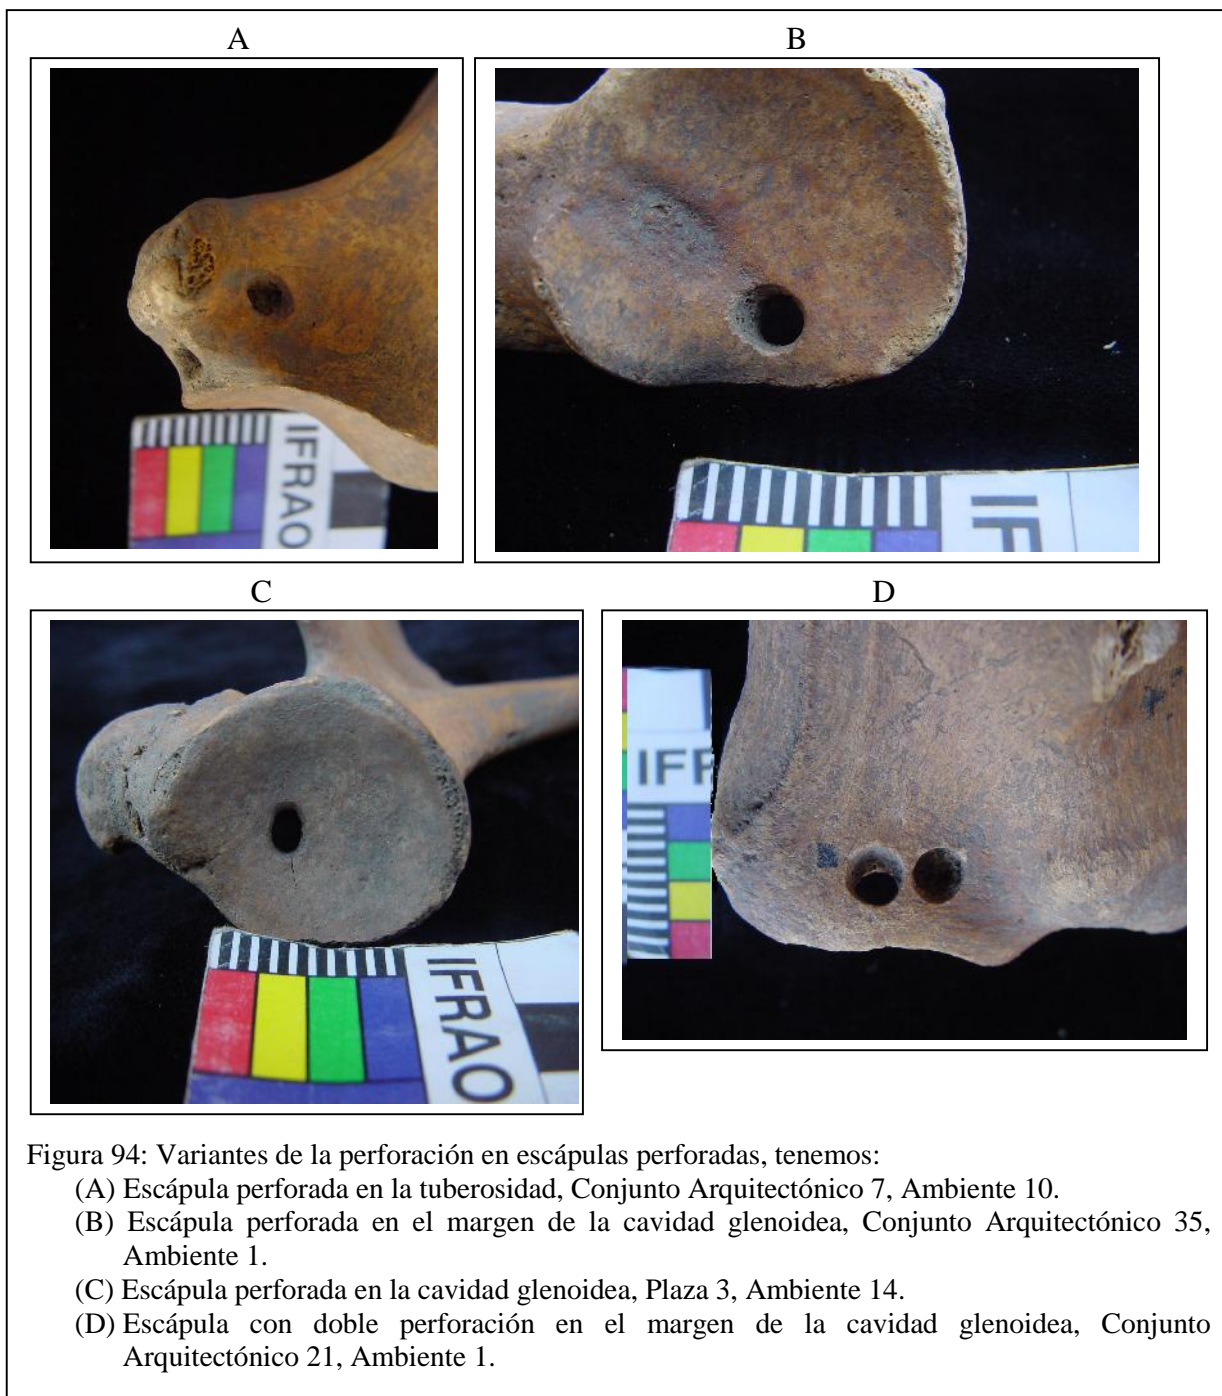 A
B
IFRAO
IF
C
D
IFRAO
IF
Figura 94: Variantes de la perforación en escápulas perforadas, tenemos:
(A) Escápula perforada en la tuberosidad, Conjunto Arquitectónico 7, Ambiente 10.
(B) Escápula perforada en el margen de la cavidad glenoidea, Conjunto Arquitectónico 35,
Ambiente 1.
(C) Escápula perforada en la cavidad glenoidea, Plaza 3, Ambiente 14.
(D) Escápula con doble perforación en el margen de la cavidad glenoidea, Conjunto
Arquitectónico 21, Ambiente 1.